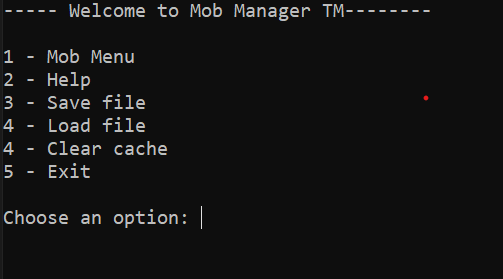 ----- Welcome to Mob Manager TM--------
1 - Mob Menu
2 - Help
3 - Save file
4 - Load file
4 - Clear cache
5 - Exit
Choose an option: